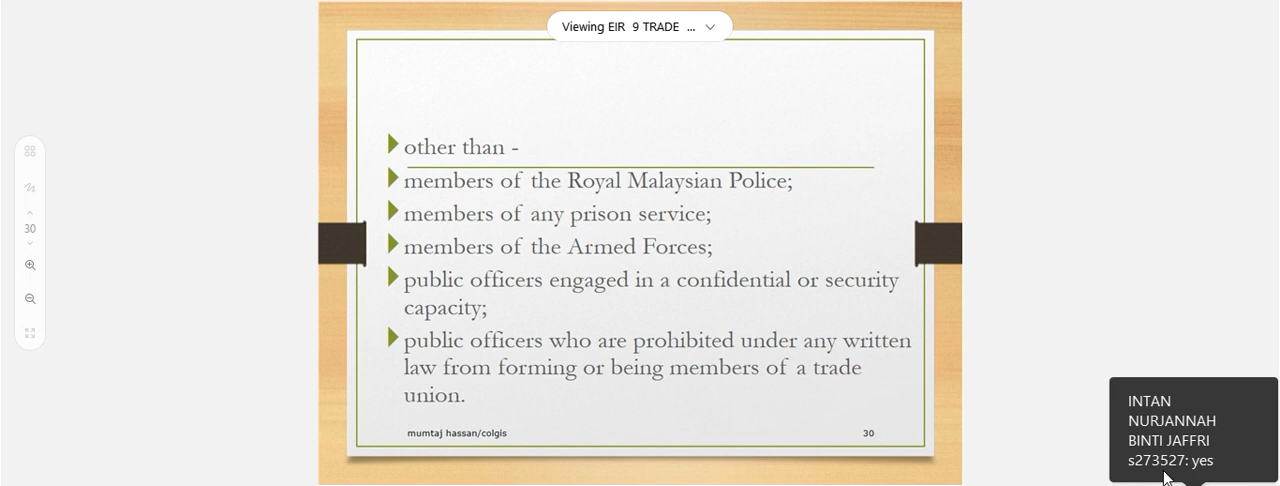 Viewing EIR 9 TRADE ...
other than -
members of the Royal Malaysian Police;
members of any prison service;
members of the Armed Forces;
public officers engaged in a confidential or security
capacity;
public officers who are prohibited under any written
law from forming or being members of a trade
union.
mumtaj hassan/colgis
30
30
INTAN
NURJANNAH
BINTI JAFFRI
s273527: yes